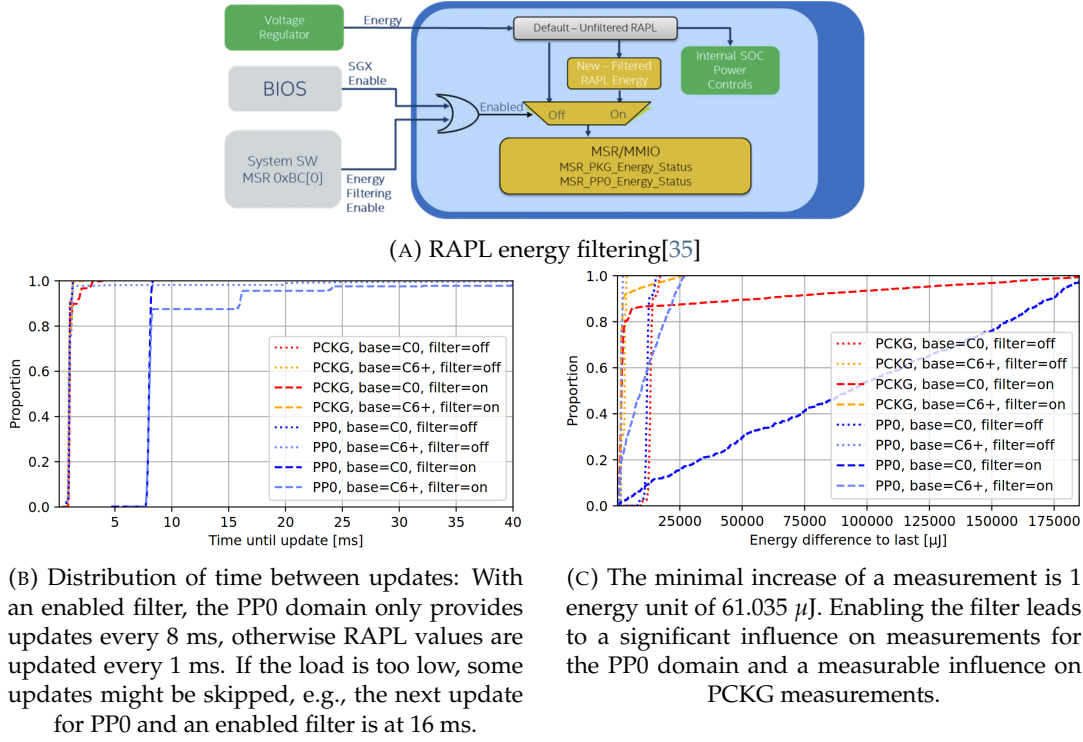 Voltage
Regulator
Energy
Default – Unfiltered RAPL
New – Filtered
RAPL Energy
Internal SOC
Power
Controls
SGX
Enable
BIOS
Enabled
Off
On
System SW
MSR 0xBC[0]
Energy
Filtering
Enable
MSR/MMIO
MSR_PKG_Energy_Status
MSR_PP0_Energy_Status
(A) RAPL energy filtering[35]
1.0
0.8
0.6
0.4
0.2
0.0
Proportion
PCKG, base=C0, filter=off
PCKG, base=C6+, filter=off
PCKG, base=C0, filter=on
PCKG, base=C6+, filter=on
PP0, base=C0, filter=off
PP0, base=C6+, filter=off
PP0, base=C0, filter=on
PP0, base=C6+, filter=on
5 10 15 20 25 30 35 40
Time until update [ms]
(B) Distribution of time between updates: With
an enabled filter, the PP0 domain only provides
updates every 8 ms, otherwise RAPL values are
updated every 1 ms. If the load is too low, some
updates might be skipped, e.g., the next update
for PP0 and an enabled filter is at 16 ms.
1.0
0.8
0.6
0.4
0.2
0.0
Proportion
PCKG, base=C0, filter=off
PCKG, base=C6+, filter=off
PCKG, base=C0, filter=on
PCKG, base=C6+, filter=on
PP0, base=C0, filter=off
PP0, base=C6+, filter=off
PP0, base=C0, filter=on
PP0, base=C6+, filter=on
25000 50000 75000 100000 125000 150000 175000
Energy difference to last [μJ]
(C) The minimal increase of a measurement is 1
energy unit of 61.035 μJ. Enabling the filter leads
to a significant influence on measurements for
the PP0 domain and a measurable influence on
PCKG measurements.